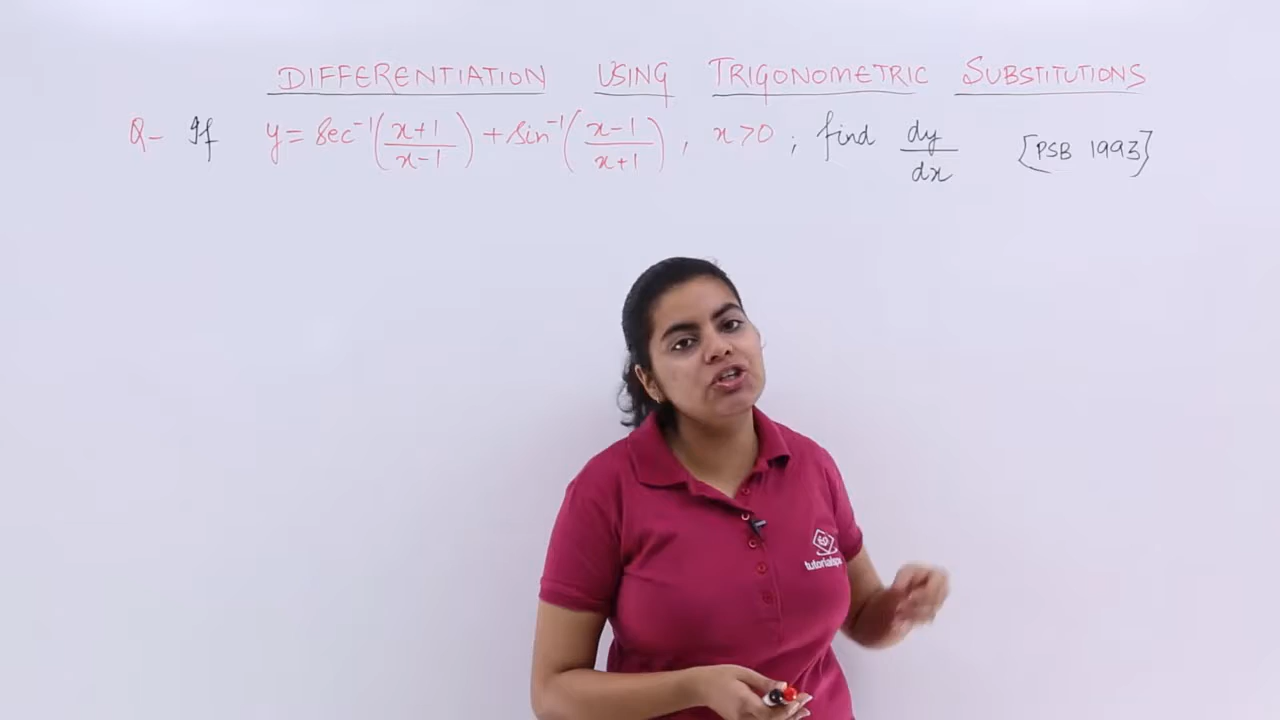 DIFFERENTIATION USING TRIGONOMETRIC SUBSTITUTIONS
Q- If y = sec⁻¹((x+1)/(x-1)) + sin⁻¹((x-1)/(x+1)), x>0; find dy/dx [PSB 1993]